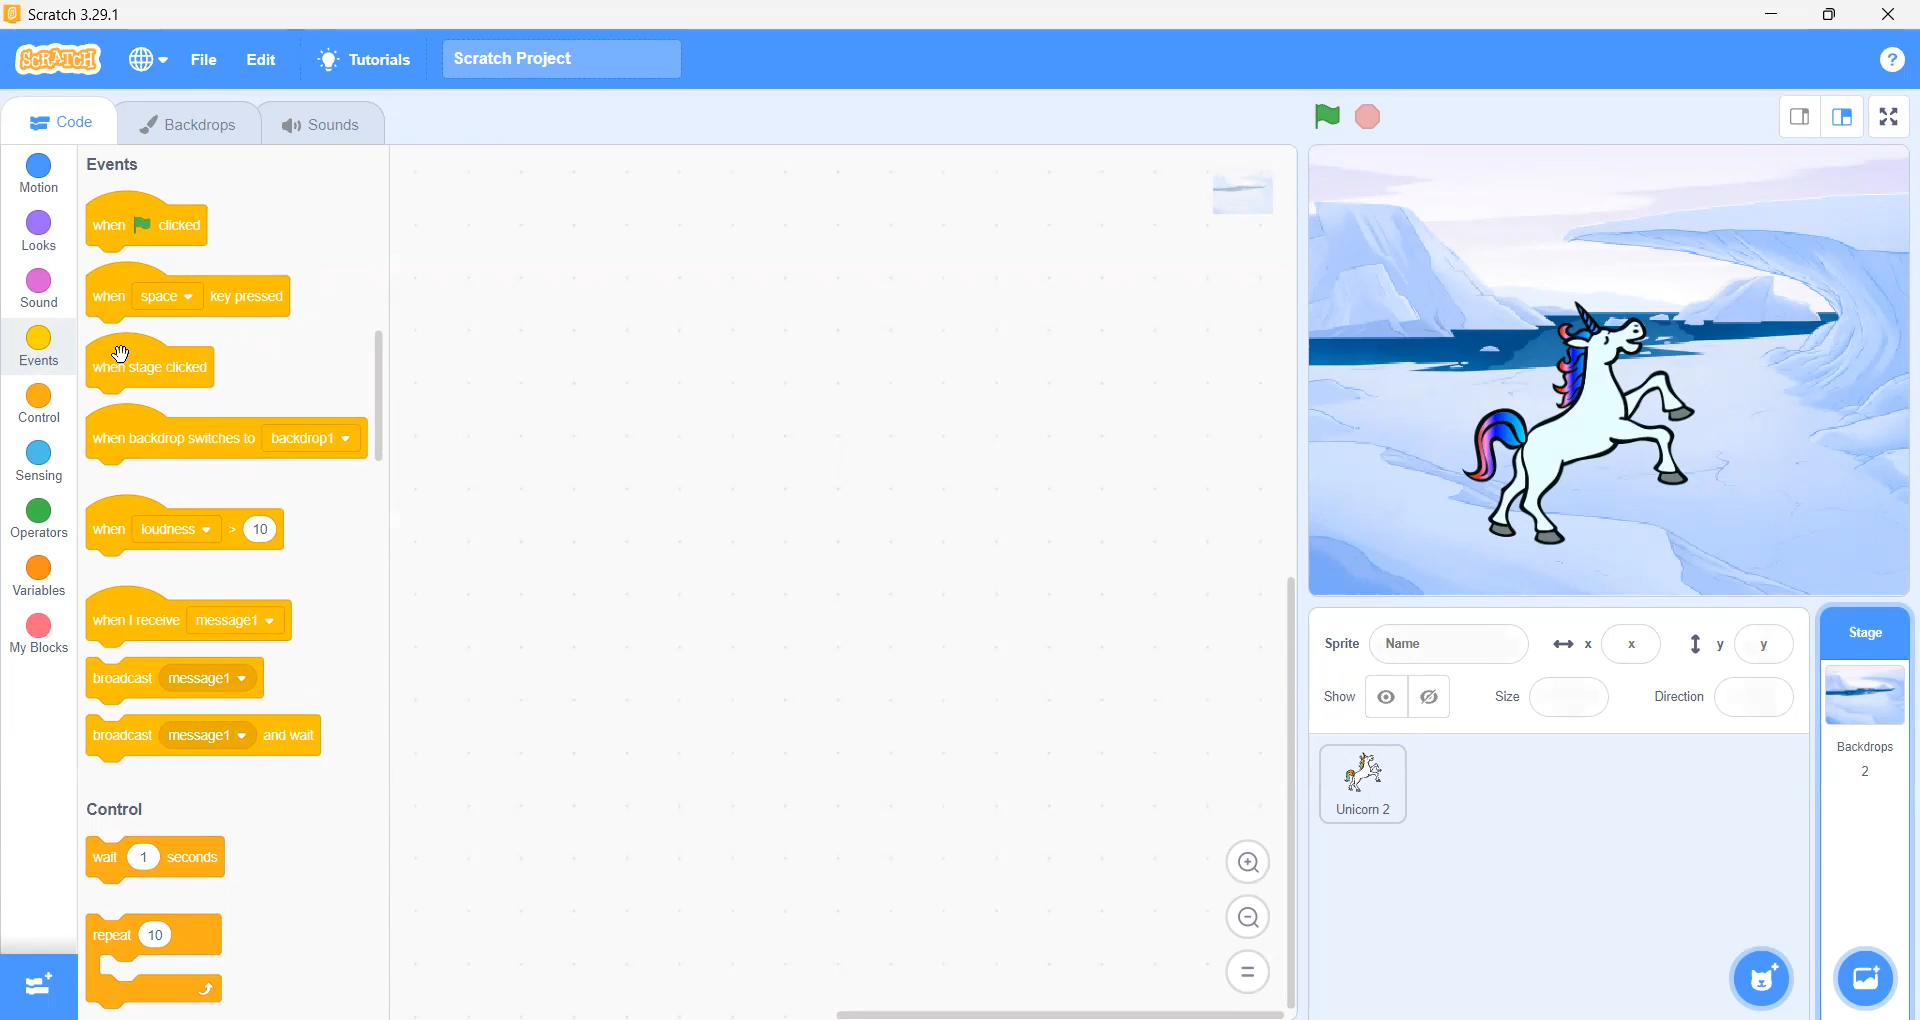 Scratch 3.29.1
SCRATCH
File
Edit
Tutorials
Scratch Project
?
Code
Backdrops
Sounds
Motion
Looks
Sound
Events
Control
Sensing
Operators
Variables
My Blocks
Events
when clicked
when space key pressed
when stage clicked
when backdrop switches to backdrop1
when loudness > 10
when I receive message1
broadcast message1
broadcast message1 and wait
Control
wait 1 seconds
repeat 10
Sprite Name x x y y
Show Size Direction
Unicorn 2
Stage
Backdrops
2